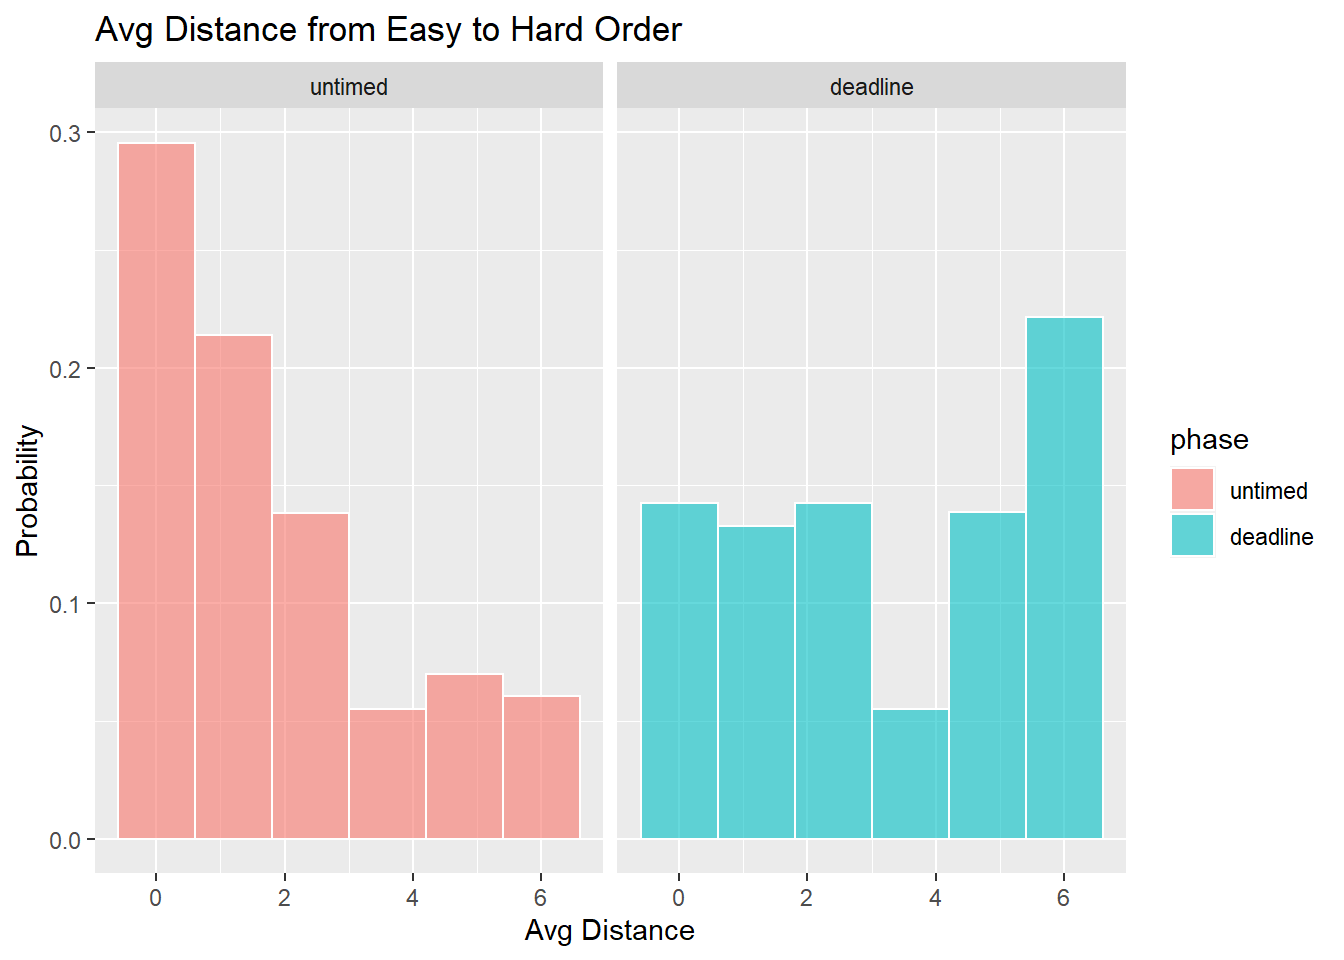 Avg Distance from Easy to Hard Order
untimed
deadline
0.3
0.2
0.1
0.0
Probability
0 2 4 6
0 2 4 6
Avg Distance
phase
untimed
deadline